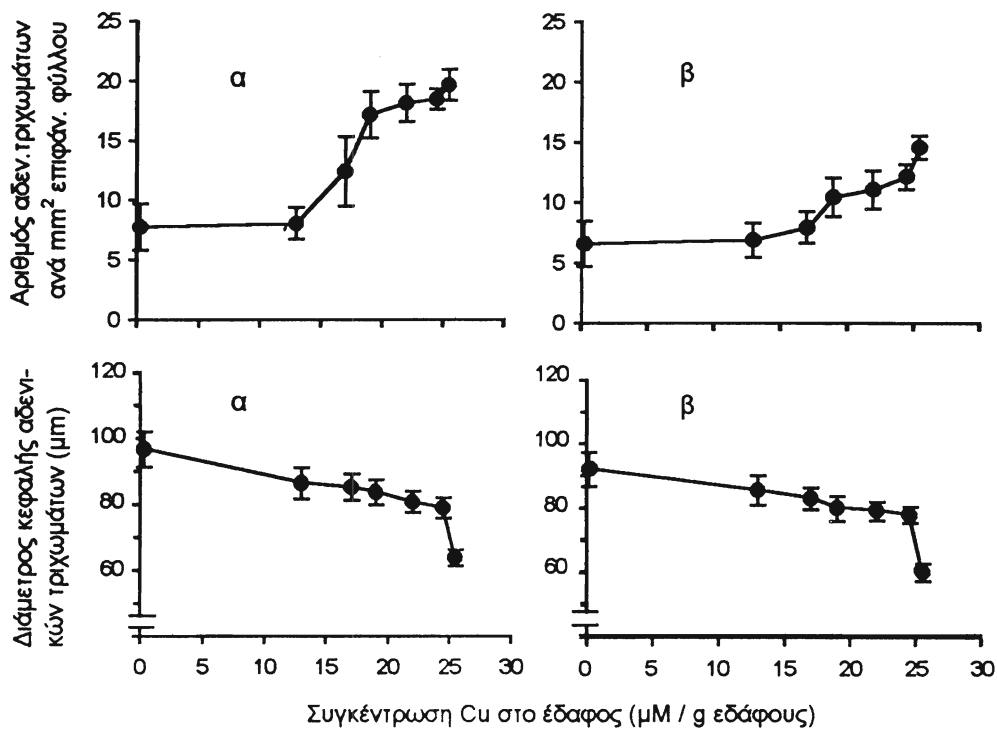 Αριθμός αδεν. τριχωμάτων
ανά mm² επιφάν. φύλλου
25
20
15
10
5
0
α
25
20
15
10
5
0
β
Διάμετρος κεφαλής αδενι-
κών τριχωμάτων (μm)
120
100
80
60
α
0 5 10 15 20 25 30
120
100
80
60
β
0 5 10 15 20 25 30
Συγκέντρωση Cu στο έδαφος (μM / g εδάφους)